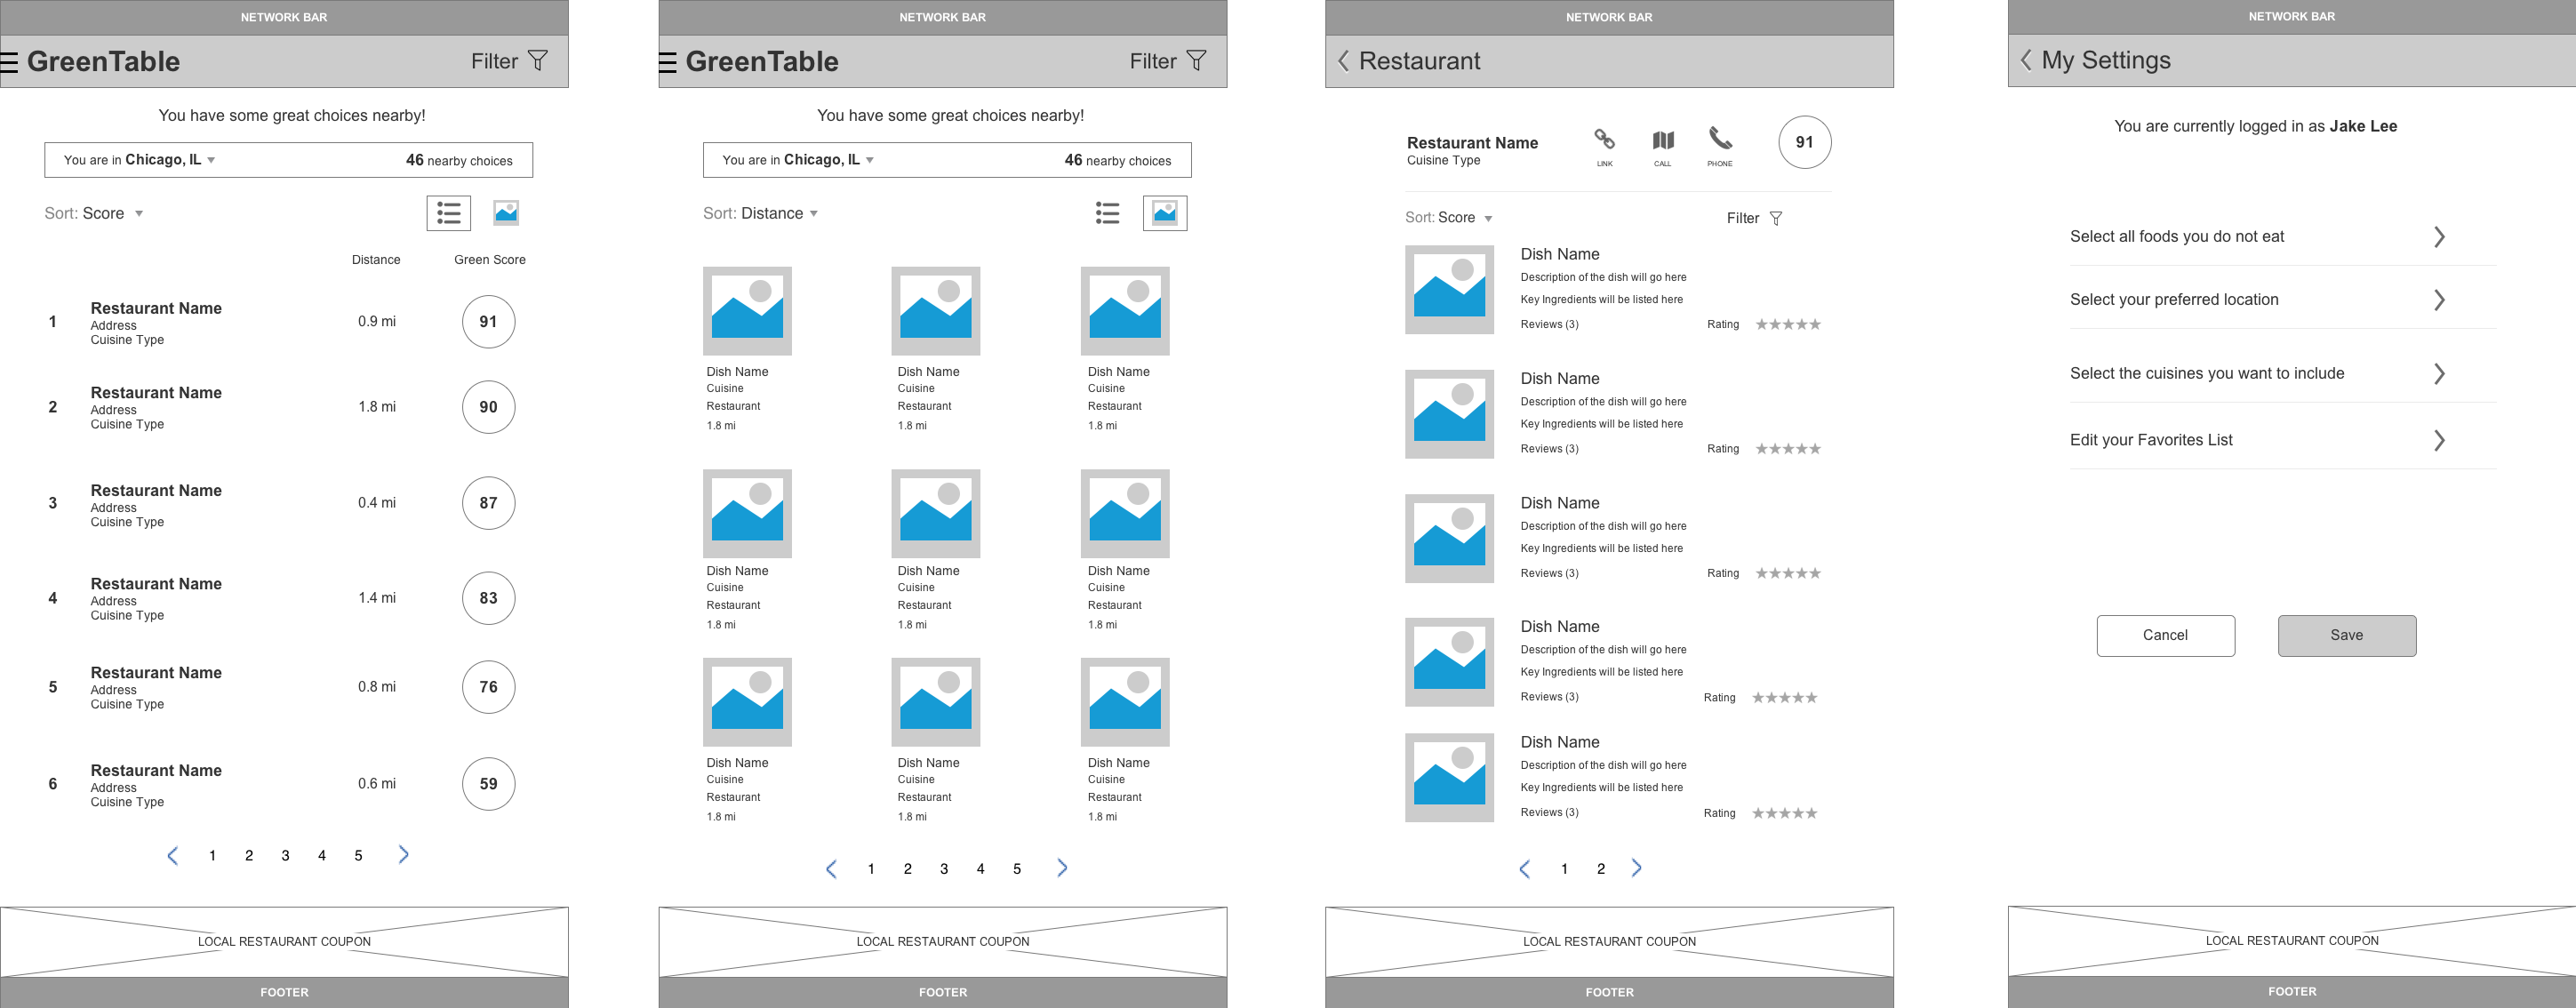 NETWORK BAR
GreenTable Filter
You have some great choices nearby!
You are in Chicago, IL 46 nearby choices
Sort: Score
Distance Green Score
1 Restaurant Name 0.9 mi 91
Address
Cuisine Type
2 Restaurant Name 1.8 mi 90
Address
Cuisine Type
3 Restaurant Name 0.4 mi 87
Address
Cuisine Type
4 Restaurant Name 1.4 mi 83
Address
Cuisine Type
5 Restaurant Name 0.8 mi 76
Address
Cuisine Type
6 Restaurant Name 0.6 mi 59
Address
Cuisine Type
1 2 3 4 5
LOCAL RESTAURANT COUPON
FOOTER
NETWORK BAR
GreenTable Filter
You have some great choices nearby!
You are in Chicago, IL 46 nearby choices
Sort: Distance
Dish Name Dish Name Dish Name
Cuisine Cuisine Cuisine
Restaurant Restaurant Restaurant
1.8 mi 1.8 mi 1.8 mi
Dish Name Dish Name Dish Name
Cuisine Cuisine Cuisine
Restaurant Restaurant Restaurant
1.8 mi 1.8 mi 1.8 mi
Dish Name Dish Name Dish Name
Cuisine Cuisine Cuisine
Restaurant Restaurant Restaurant
1.8 mi 1.8 mi 1.8 mi
1 2 3 4 5
LOCAL RESTAURANT COUPON
FOOTER
NETWORK BAR
Restaurant
Restaurant Name 91
Cuisine Type LINK CALL PHONE
Sort: Score Filter
Dish Name
Description of the dish will go here
Key Ingredients will be listed here
Reviews (3) Rating
Dish Name
Description of the dish will go here
Key Ingredients will be listed here
Reviews (3) Rating
Dish Name
Description of the dish will go here
Key Ingredients will be listed here
Reviews (3) Rating
Dish Name
Description of the dish will go here
Key Ingredients will be listed here
Reviews (3) Rating
Dish Name
Description of the dish will go here
Key Ingredients will be listed here
Reviews (3) Rating
1 2
LOCAL RESTAURANT COUPON
FOOTER
NETWORK BAR
My Settings
You are currently logged in as Jake Lee
Select all foods you do not eat
Select your preferred location
Select the cuisines you want to include
Edit your Favorites List
Cancel Save
LOCAL RESTAURANT COUPON
FOOTER